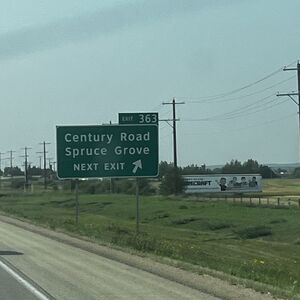 EXIT 363
Century Road
Spruce Grove
NEXT EXIT